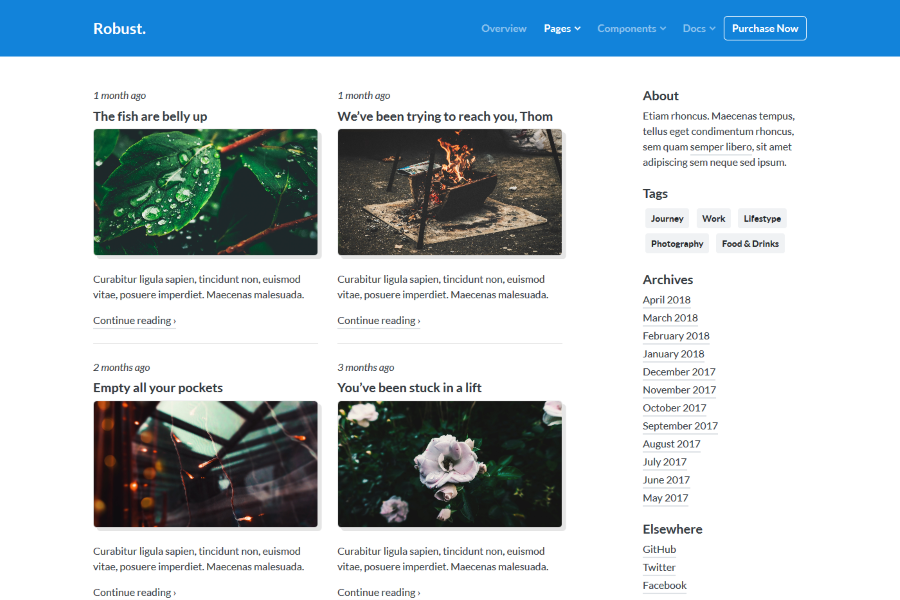 Robust.
Overview Pages Components Docs Purchase Now
1 month ago
The fish are belly up
Curabitur ligula sapien, tincidunt non, euismod
vitae, posuere imperdiet. Maecenas malesuada.
Continue reading ›
1 month ago
We've been trying to reach you, Thom
Curabitur ligula sapien, tincidunt non, euismod
vitae, posuere imperdiet. Maecenas malesuada.
Continue reading ›
2 months ago
Empty all your pockets
Curabitur ligula sapien, tincidunt non, euismod
vitae, posuere imperdiet. Maecenas malesuada.
Continue reading ›
3 months ago
You've been stuck in a lift
Curabitur ligula sapien, tincidunt non, euismod
vitae, posuere imperdiet. Maecenas malesuada.
Continue reading ›
About
Etiam rhoncus. Maecenas tempus,
tellus eget condimentum rhoncus,
sem quam semper libero, sit amet
adipiscing sem neque sed ipsum.
Tags
Journey Work Lifestype
Photography Food & Drinks
Archives
April 2018
March 2018
February 2018
January 2018
December 2017
November 2017
October 2017
September 2017
August 2017
July 2017
June 2017
May 2017
Elsewhere
GitHub
Twitter
Facebook